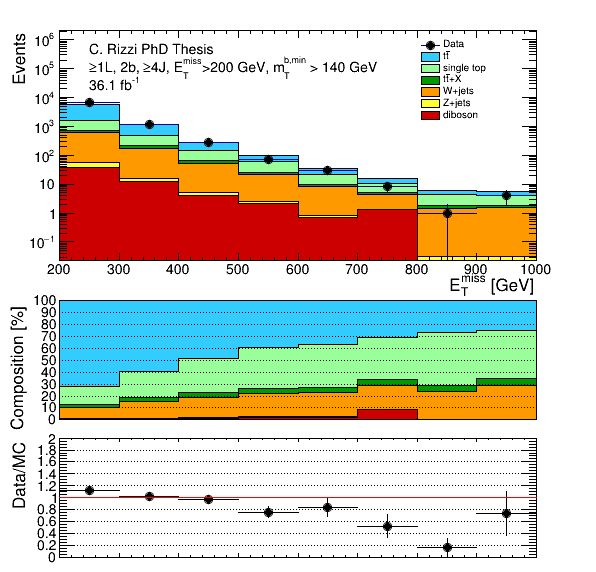 C. Rizzi PhD Thesis
≥1L, 2b, ≥4J, E_T^miss>200 GeV, m_T^b,min > 140 GeV
36.1 fb⁻¹
Data
tt̄
single top
tt̄+X
W+jets
Z+jets
diboson
Events
10⁶
10⁴
10³
10²
10
1
10⁻¹
200 300 400 500 600 700 800 900 1000
E_T^miss [GeV]
Composition [%]
100
90
80
70
60
50
40
30
20
10
0
Data/MC
2
1.8
1.6
1.4
1.2
1
0.8
0.6
0.4
0.2
0